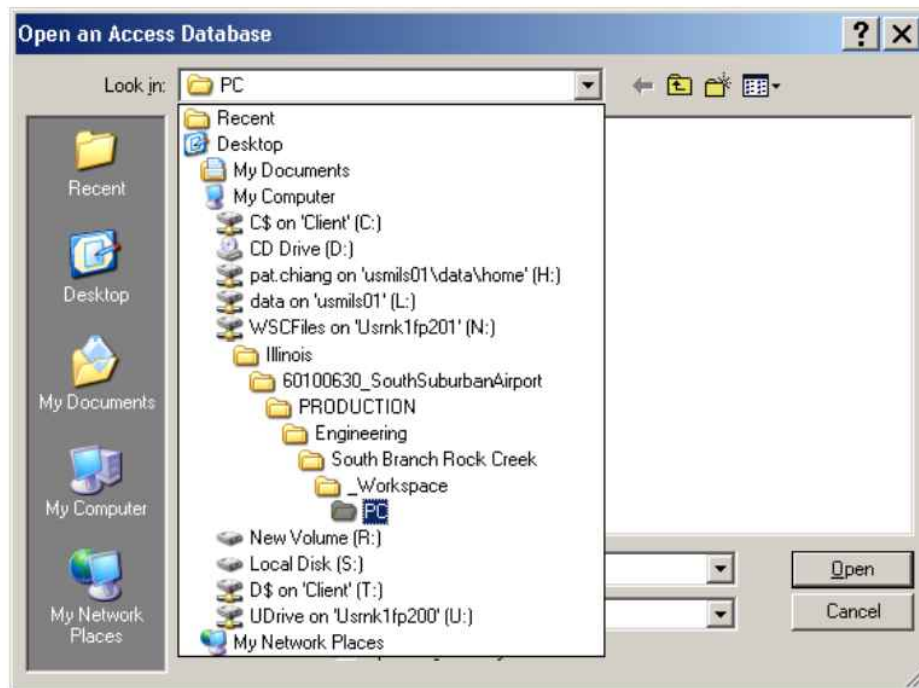 Open an Access Database
Look in: PC
Recent
Desktop
My Documents
My Computer
My Network
Places
Recent
Desktop
My Documents
My Computer
C$ on 'Client' (C:)
CD Drive (D:)
pat.chiang on 'usmils01\data\home' (H:)
data on 'usmils01' (L:)
WSCFiles on 'Usrnk1fp201' (N:)
Illinois
60100630_SouthSuburbanAirport
PRODUCTION
Engineering
South Branch Rock Creek
_Workspace
PC
New Volume (R:)
Local Disk (S:)
D$ on 'Client' (T:)
UDrive on 'Usrnk1fp200' (U:)
My Network Places
Open
Cancel